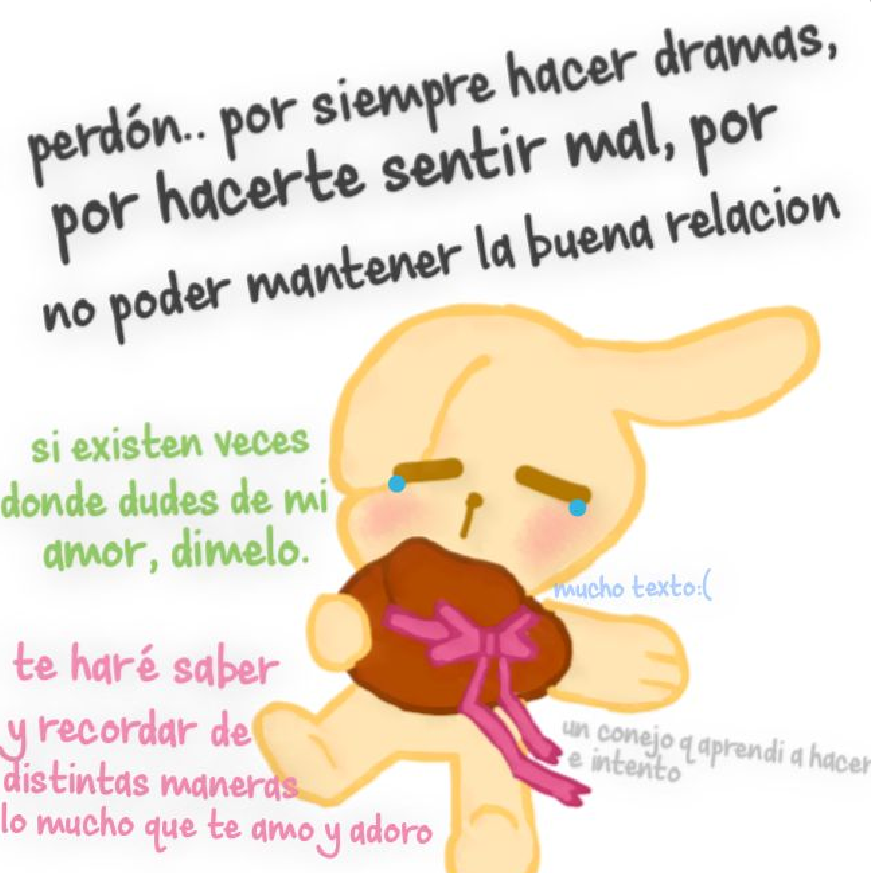 perdón.. por siempre hacer dramas,
por hacerte sentir mal, por
no poder mantener la buena relacion
si existen veces
donde dudes de mi
amor, dimelo.
mucho texto:(
te haré saber
y recordar de
distintas maneras
lo mucho que te amo y adoro
un conejo q aprendi a hacer
e intento